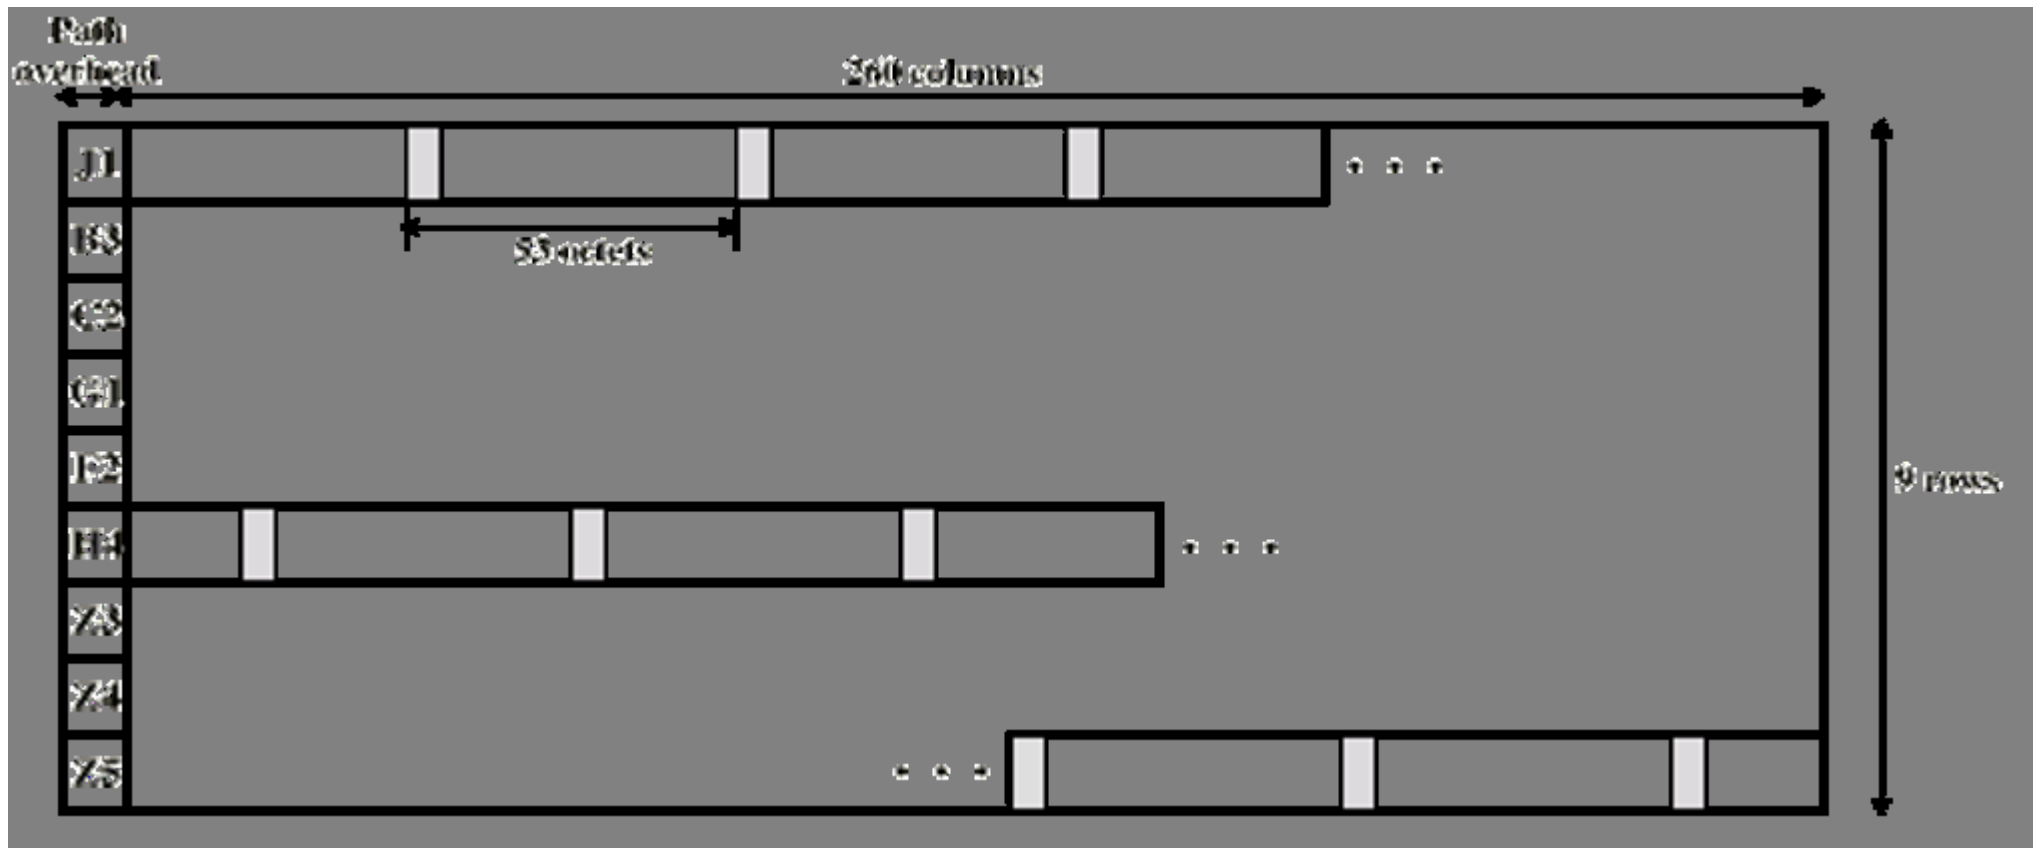 Path
overhead
260 columns
J1
B3
53 octets
C2
G1
F2
9 rows
H4
Z3
Z4
Z5